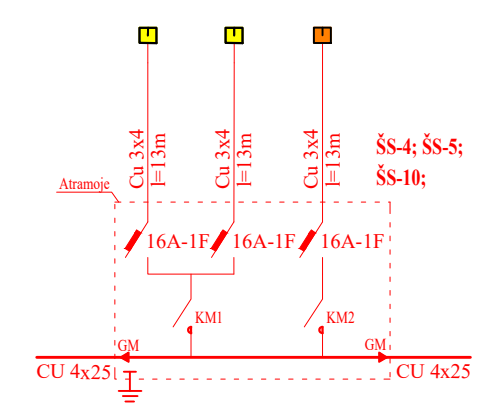 Cu 3x4
l=13m
Cu 3x4
l=13m
Cu 3x4
l=13m
ŠS-4; ŠS-5;
ŠS-10;
Atramoje
16A-1F
16A-1F
16A-1F
KM1
KM2
GM
GM
CU 4x25
CU 4x25